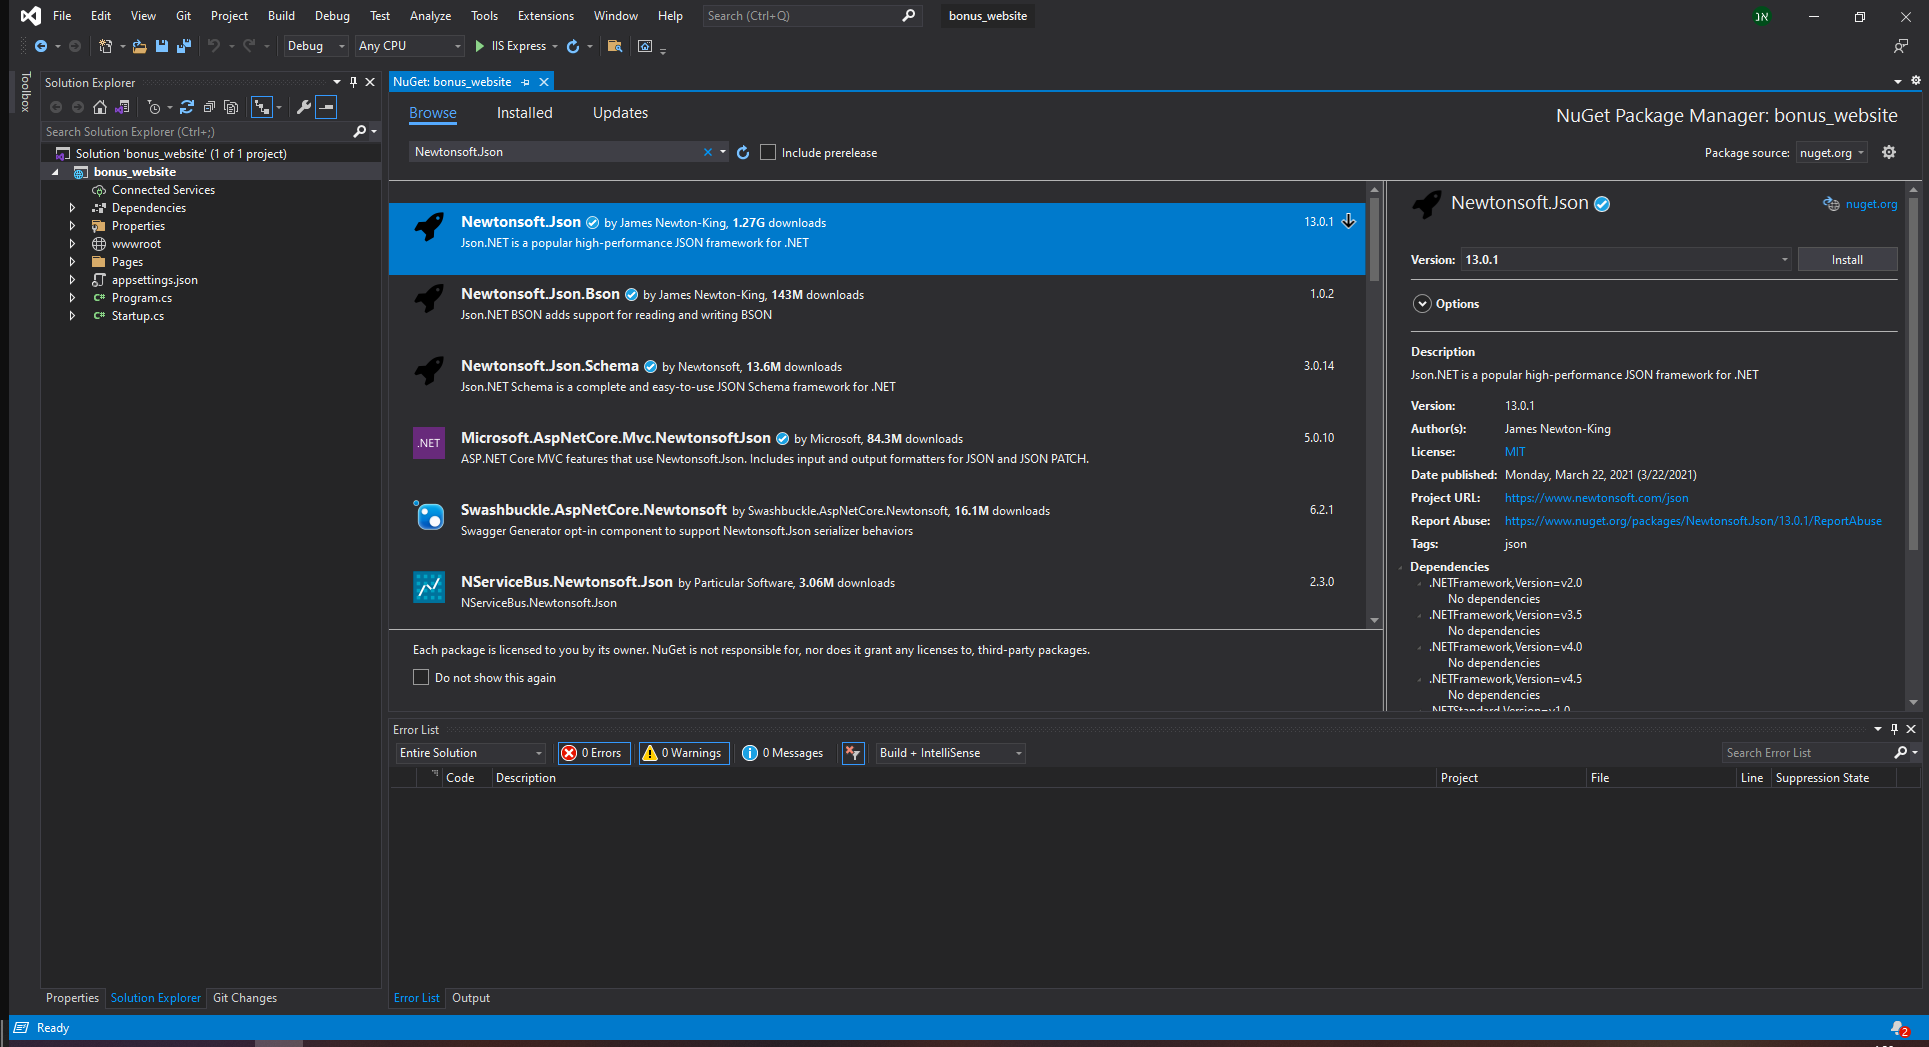 File Edit View Git Project Build Debug Test Analyze Tools Extensions Window Help Search (Ctrl+Q) bonus_website אנ
Debug Any CPU IIS Express
Toolbox
Solution Explorer
Search Solution Explorer (Ctrl+;)
Solution 'bonus_website' (1 of 1 project)
bonus_website
Connected Services
Dependencies
Properties
wwwroot
Pages
appsettings.json
C# Program.cs
C# Startup.cs
Properties Solution Explorer Git Changes
NuGet: bonus_website
Browse Installed Updates
NuGet Package Manager: bonus_website
Newtonsoft.Json Include prerelease
Package source: nuget.org
Newtonsoft.Json by James Newton-King, 1.27G downloads 13.0.1
Json.NET is a popular high-performance JSON framework for .NET
Newtonsoft.Json.Bson by James Newton-King, 143M downloads 1.0.2
Json.NET BSON adds support for reading and writing BSON
Newtonsoft.Json.Schema by Newtonsoft, 13.6M downloads 3.0.14
Json.NET Schema is a complete and easy-to-use JSON Schema framework for .NET
.NET Microsoft.AspNetCore.Mvc.NewtonsoftJson by Microsoft, 84.3M downloads 5.0.10
ASP.NET Core MVC features that use Newtonsoft.Json. Includes input and output formatters for JSON and JSON PATCH.
Swashbuckle.AspNetCore.Newtonsoft by Swashbuckle.AspNetCore.Newtonsoft, 16.1M downloads 6.2.1
Swagger Generator opt-in component to support Newtonsoft.Json serializer behaviors
NServiceBus.Newtonsoft.Json by Particular Software, 3.06M downloads 2.3.0
NServiceBus.Newtonsoft.Json
Each package is licensed to you by its owner. NuGet is not responsible for, nor does it grant any licenses to, third-party packages.
Do not show this again
Newtonsoft.Json nuget.org
Version: 13.0.1 Install
Options
Description
Json.NET is a popular high-performance JSON framework for .NET
Version: 13.0.1
Author(s): James Newton-King
License: MIT
Date published: Monday, March 22, 2021 (3/22/2021)
Project URL: https://www.newtonsoft.com/json
Report Abuse: https://www.nuget.org/packages/Newtonsoft.Json/13.0.1/ReportAbuse
Tags: json
Dependencies
.NETFramework,Version=v2.0
No dependencies
.NETFramework,Version=v3.5
No dependencies
.NETFramework,Version=v4.0
No dependencies
.NETFramework,Version=v4.5
No dependencies
.NETStandard,Version=v1.0
Error List
Entire Solution 0 Errors 0 Warnings 0 Messages Build + IntelliSense Search Error List
Code Description Project File Line Suppression State
Error List Output
Ready 2